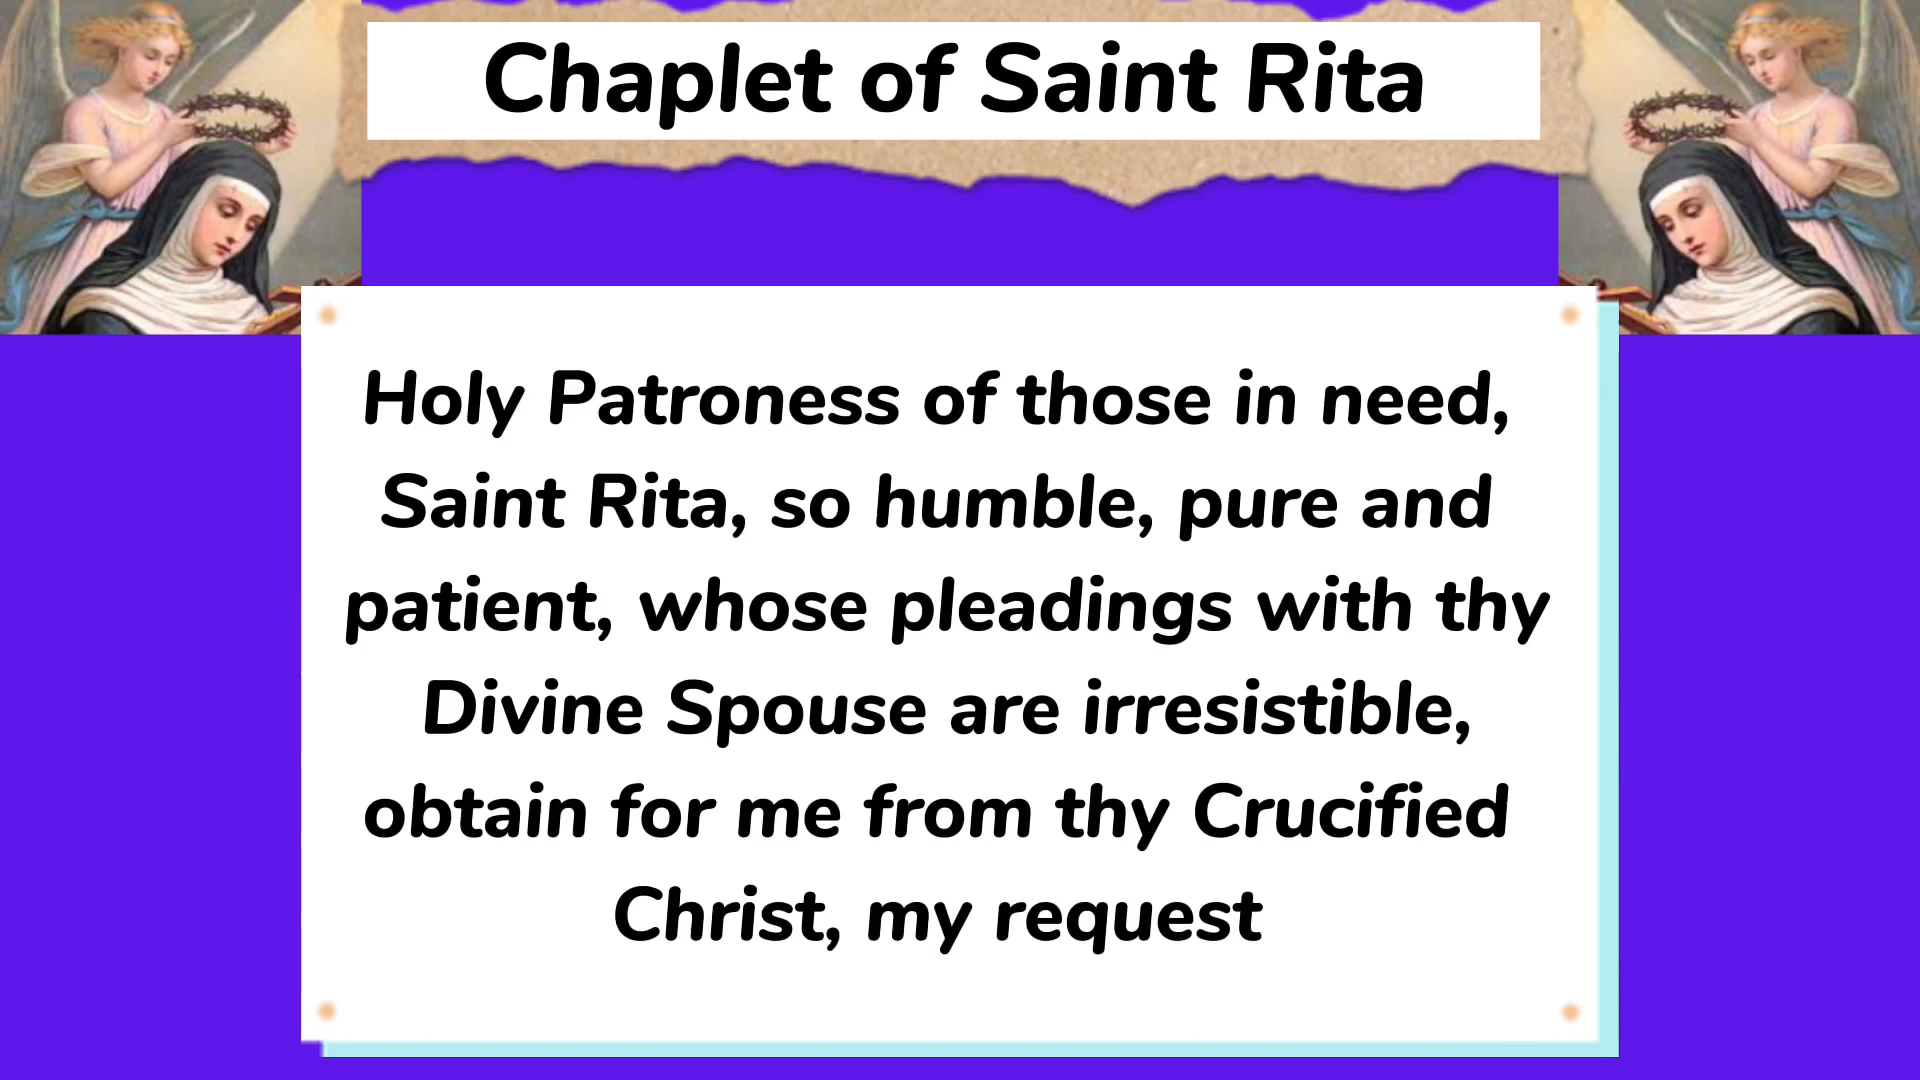 Chaplet of Saint Rita
Holy Patroness of those in need,
Saint Rita, so humble, pure and
patient, whose pleadings with thy
Divine Spouse are irresistible,
obtain for me from thy Crucified
Christ, my request